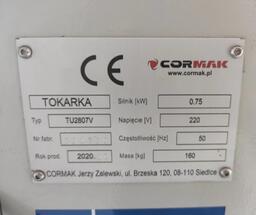 CE CORMAK
www.cormak.pl
TOKARKA Silnik [kW] 0.75
Typ TU2807V Napięcie [V] 220
Nr fabr. Częstotliwość [Hz] 50
Rok prod. 2020 Masa [kg] 160
CORMAK Jerzy Zalewski, ul. Brzeska 120, 08-110 Siedlce